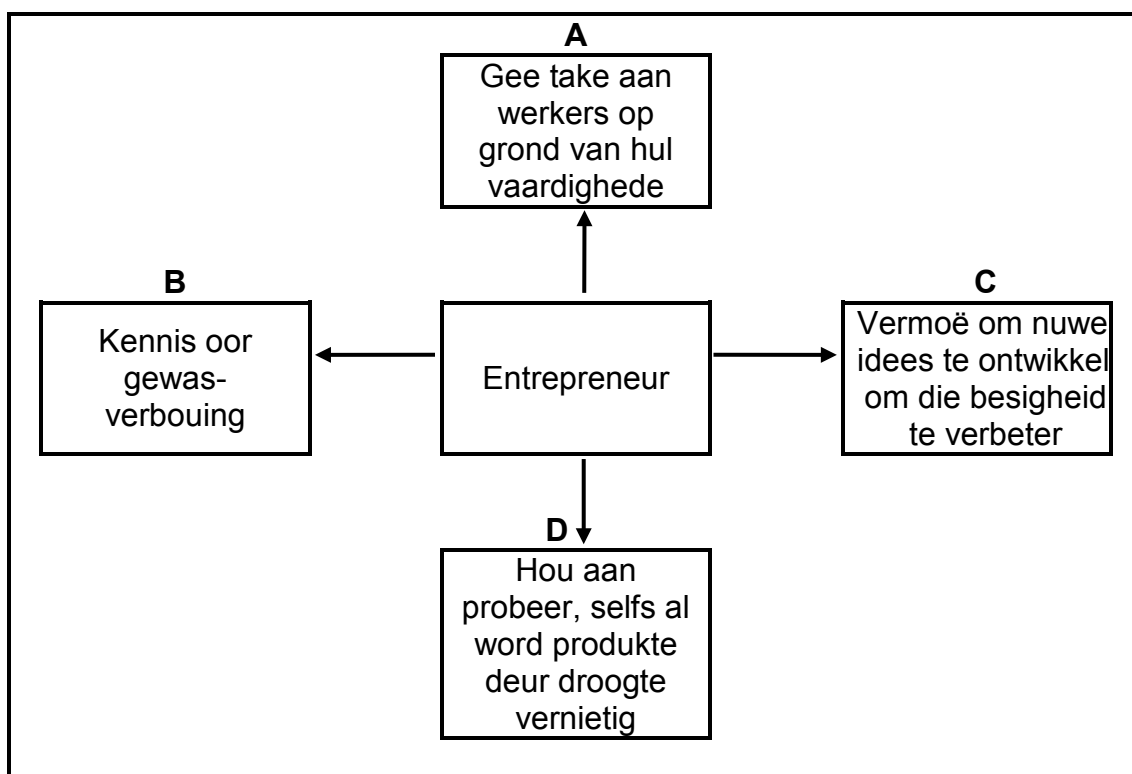 A
Gee take aan
werkers op
grond van hul
vaardighede
B
Kennis oor
gewas-
verbouing
Entrepreneur
C
Vermoë om nuwe
idees te ontwikkel
om die besigheid
te verbeter
D
Hou aan
probeer, selfs al
word produkte
deur droogte
vernietig